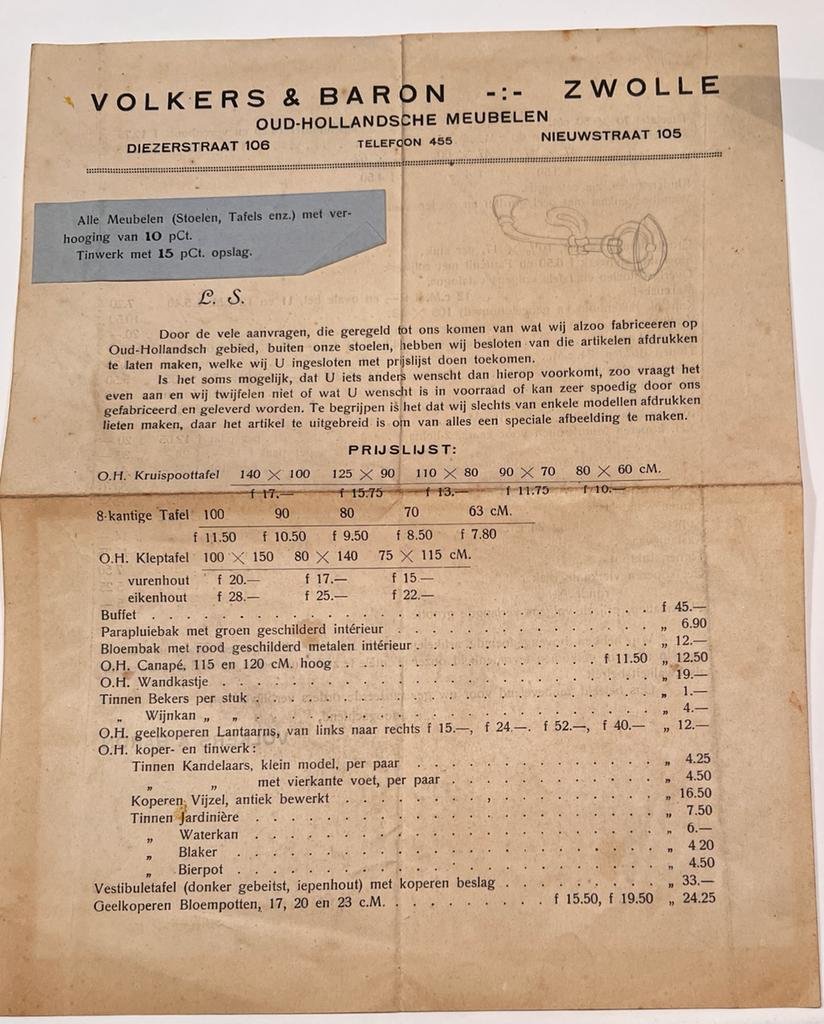 VOLKERS & BARON -:- ZWOLLE
OUD-HOLLANDSCHE MEUBELEN
DIEZERSTRAAT 106 TELEFOON 455 NIEUWSTRAAT 105
Alle Meubelen (Stoelen, Tafels enz.) met ver-
hooging van 10 pCt.
Tinwerk met 15 pCt. opslag.
L. S.
Door de vele aanvragen, die geregeld tot ons komen van wat wij alzoo fabriceeren op
Oud-Hollandsch gebied, buiten onze stoelen, hebben wij besloten van die artikelen afdrukken
te laten maken, welke wij U ingesloten met prijslijst doen toekomen.
Is het soms mogelijk, dat U iets anders wenscht dan hierop voorkomt, zoo vraagt het
even aan en wij twijfelen niet of wat U wenscht is in voorraad of kan zeer spoedig door ons
gefabriceerd en geleverd worden. Te begrijpen is het dat wij slechts van enkele modellen afdrukken
lieten maken, daar het artikel te uitgebreid is om van alles een speciale afbeelding te maken.
PRIJSLIJST:
O.H. Kruispoottafel 140 × 100 125 × 90 110 × 80 90 × 70 80 × 60 cM.
f 17.— f 15.75 f 13.— f 11.75 f 10.—
8-kantige Tafel 100 90 80 70 63 cM.
f 11.50 f 10.50 f 9.50 f 8.50 f 7.80
O.H. Kleptafel 100 × 150 80 × 140 75 × 115 cM.
vurenhout f 20.— f 17.— f 15.—
eikenhout f 28.— f 25.— f 22.—
Buffet . . . . . f 45.—
Parapluiebak met groen geschilderd intérieur . . . . . „ 6.90
Bloembak met rood geschilderd metalen intérieur . . . . . „ 12.—
O.H. Canapé, 115 en 120 cM. hoog . . . . . f 11.50 „ 12.50
O.H. Wandkastje . . . . . „ 19.—
Tinnen Bekers per stuk . . . . . „ 1.—
„ Wijnkan „ „ . . . . . „ 4.—
O.H. geelkoperen Lantaarns, van links naar rechts f 15.—, f 24.—. f 52.—, f 40.— „ 12.—
O.H. koper- en tinwerk:
Tinnen Kandelaars, klein model, per paar . . . . . „ 4.25
„ „ met vierkante voet, per paar . . . . . „ 4.50
Koperen Vijzel, antiek bewerkt . . . . . „ 16.50
Tinnen Jardinière . . . . . „ 7.50
„ Waterkan . . . . . „ 6.—
„ Blaker . . . . . „ 4 20
„ Bierpot . . . . . „ 4.50
Vestibuletafel (donker gebeitst, iepenhout) met koperen beslag . . . . . „ 33.—
Geelkoperen Bloempotten, 17, 20 en 23 c.M. . . . . . f 15.50, f 19.50 „ 24.25